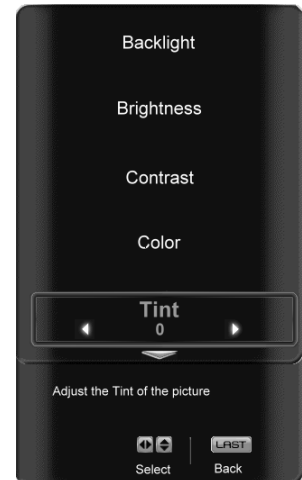 Backlight
Brightness
Contrast
Color
Tint
0
Adjust the Tint of the picture
LAST
Select Back